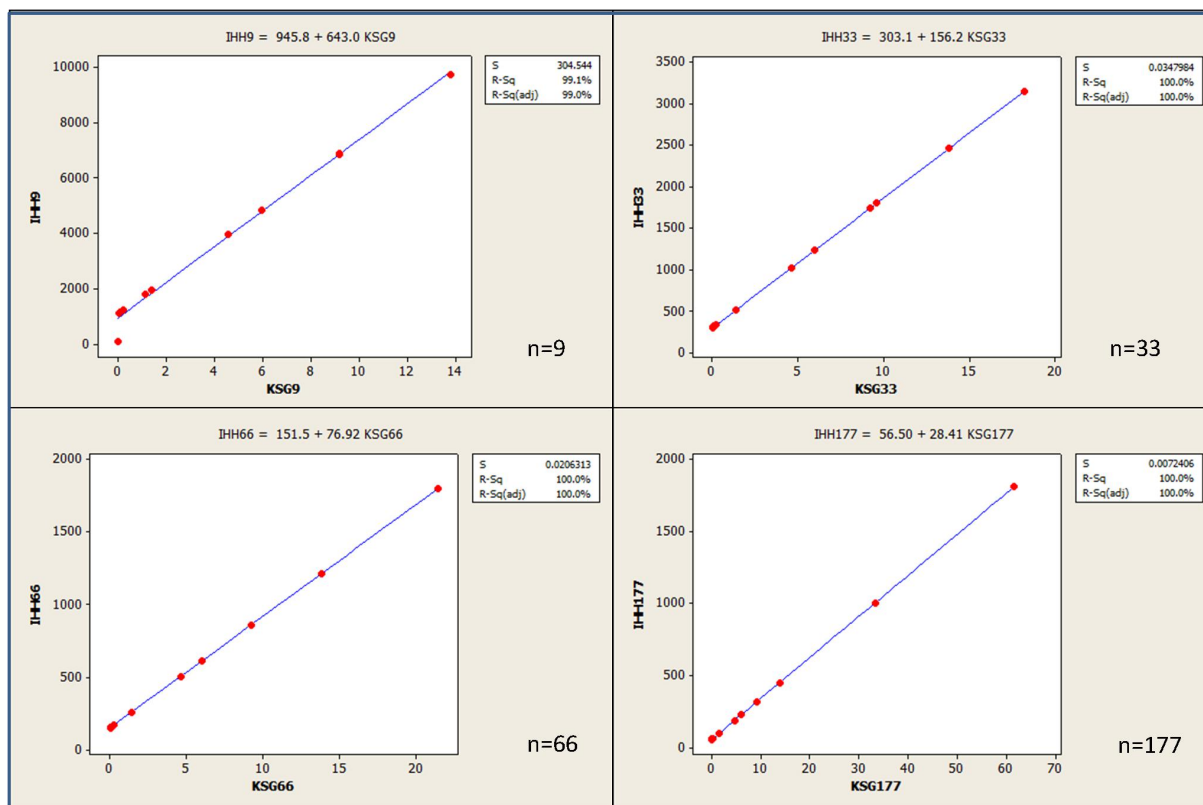 IHH9 = 945.8 + 643.0 KSG9
S 304.544
R-Sq 99.1%
R-Sq(adj) 99.0%
10000
8000
6000
4000
2000
0
IHH9
0 2 4 6 8 10 12 14
KSG9
n=9
IHH33 = 303.1 + 156.2 KSG33
S 0.0347984
R-Sq 100.0%
R-Sq(adj) 100.0%
3500
3000
2500
2000
1500
1000
500
0
IHH33
0 5 10 15 20
KSG33
n=33
IHH66 = 151.5 + 76.92 KSG66
S 0.0206313
R-Sq 100.0%
R-Sq(adj) 100.0%
2000
1500
1000
500
0
IHH66
0 5 10 15 20
KSG66
n=66
IHH177 = 56.50 + 28.41 KSG177
S 0.0072406
R-Sq 100.0%
R-Sq(adj) 100.0%
2000
1500
1000
500
0
IHH177
0 10 20 30 40 50 60 70
KSG177
n=177